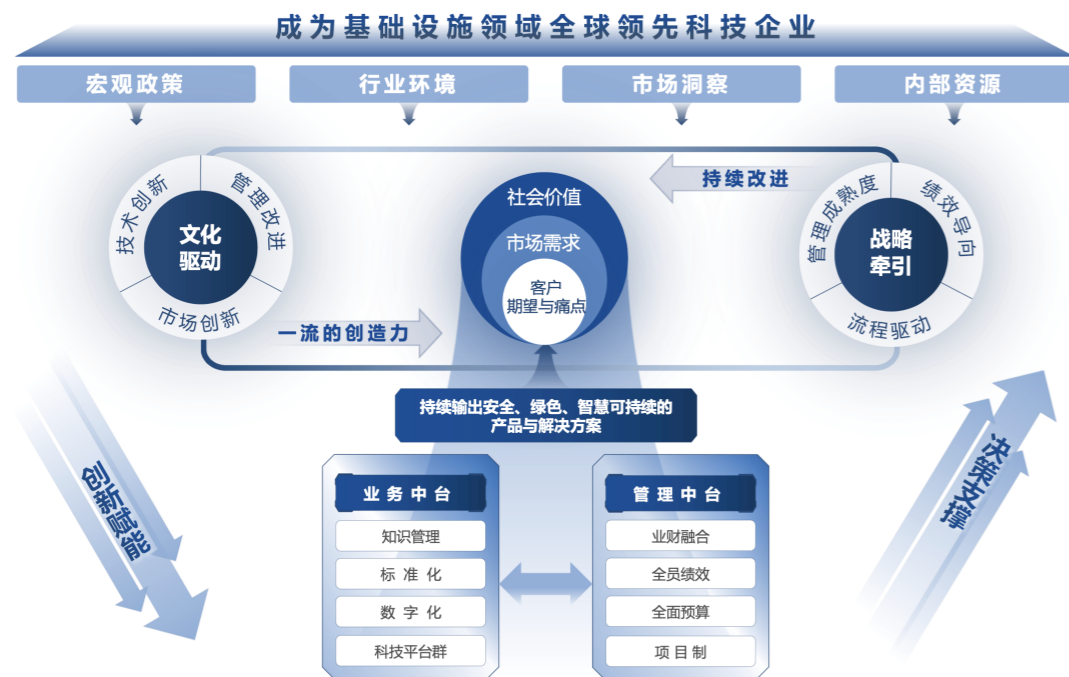 成为基础设施领域全球领先科技企业
宏观政策
行业环境
市场洞察
内部资源
技术创新
管理改进
市场创新
文化
驱动
一流的创造力
社会价值
市场需求
客户
期望与痛点
持续改进
管理成熟度
绩效导向
流程驱动
战略
牵引
持续输出安全、绿色、智慧可持续的
产品与解决方案
创新赋能
决策支撑
业务中台
知识管理
标准化
数字化
科技平台群
管理中台
业财融合
全员绩效
全面预算
项目制